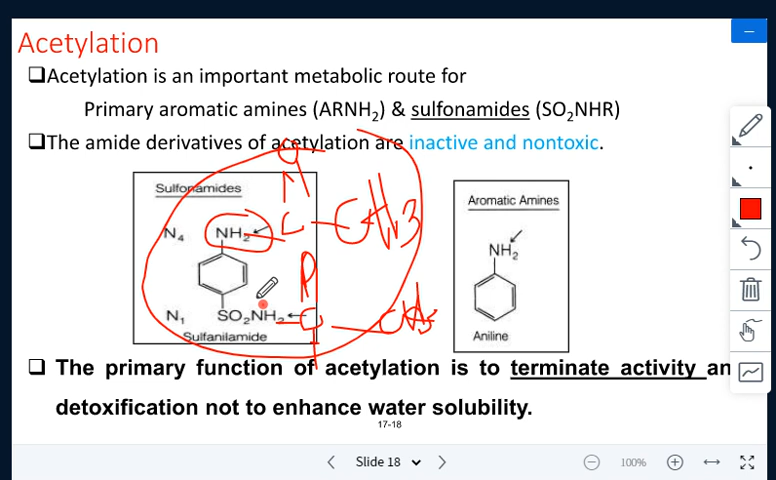 Acetylation
❑Acetylation is an important metabolic route for
Primary aromatic amines (ARNH₂) & sulfonamides (SO₂NHR)
❑The amide derivatives of acetylation are inactive and nontoxic.
Sulfonamides
N₄ NH₂ C CH3
N₁ SO₂NH₂ CH3
Sulfanilamide
Aromatic Amines
NH₂
Aniline
❑ The primary function of acetylation is to terminate activity an
detoxification not to enhance water solubility.
17-18
Slide 18
100%